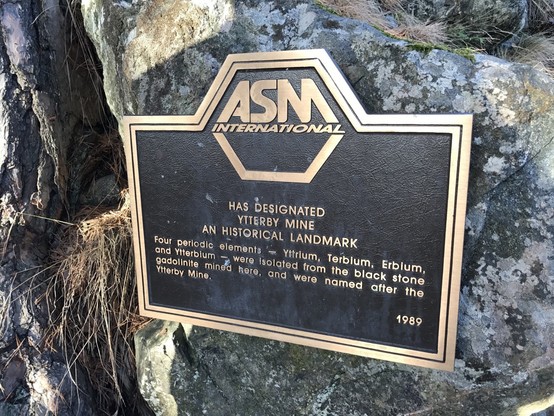 ASM
INTERNATIONAL
HAS DESIGNATED
YTTERBY MINE
AN HISTORICAL LANDMARK
Four periodic elements — Yttrium, Terbium, Erbium,
and Ytterbium — were isolated from the black stone
gadolinite mined here, and were named after the
Ytterby Mine.
1989